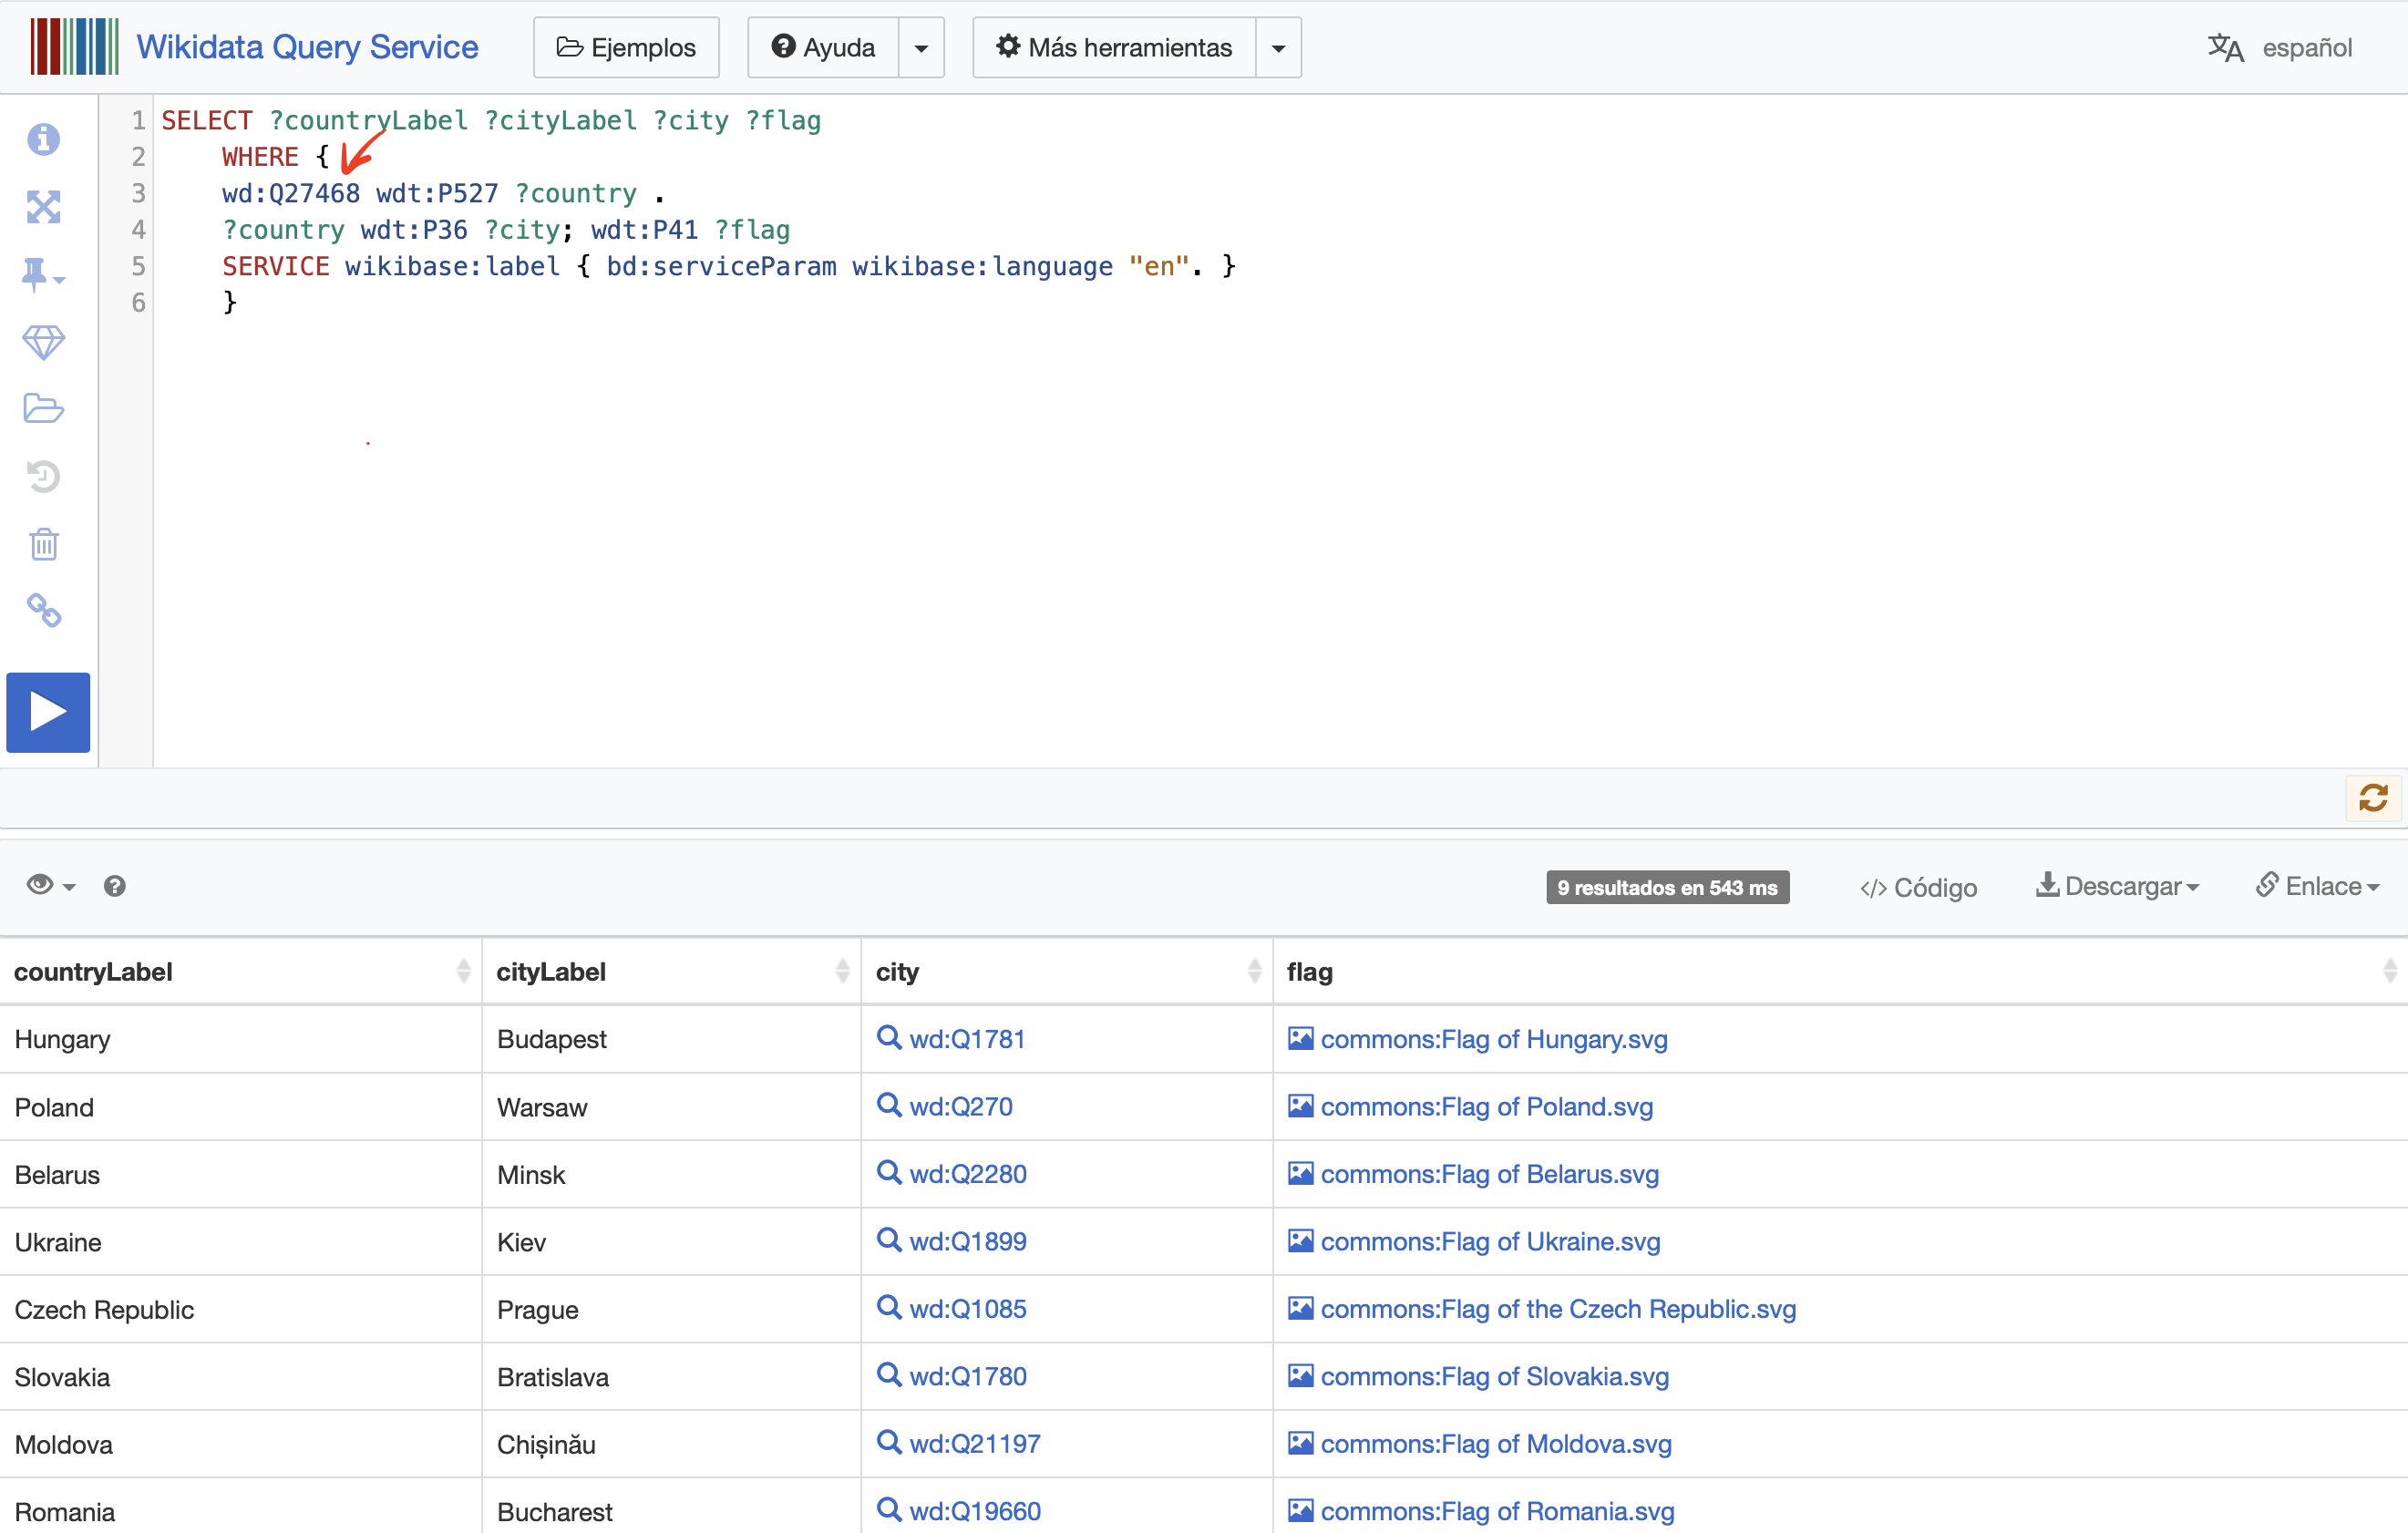 Wikidata Query Service Ejemplos Ayuda Más herramientas español
1 SELECT ?countryLabel ?cityLabel ?city ?flag
2 WHERE {
3 wd:Q27468 wdt:P527 ?country .
4 ?country wdt:P36 ?city; wdt:P41 ?flag
5 SERVICE wikibase:label { bd:serviceParam wikibase:language "en". }
6 }
9 resultados en 543 ms </> Código Descargar Enlace
countryLabel cityLabel city flag
Hungary Budapest wd:Q1781 commons:Flag of Hungary.svg
Poland Warsaw wd:Q270 commons:Flag of Poland.svg
Belarus Minsk wd:Q2280 commons:Flag of Belarus.svg
Ukraine Kiev wd:Q1899 commons:Flag of Ukraine.svg
Czech Republic Prague wd:Q1085 commons:Flag of the Czech Republic.svg
Slovakia Bratislava wd:Q1780 commons:Flag of Slovakia.svg
Moldova Chișinău wd:Q21197 commons:Flag of Moldova.svg
Romania Bucharest wd:Q19660 commons:Flag of Romania.svg